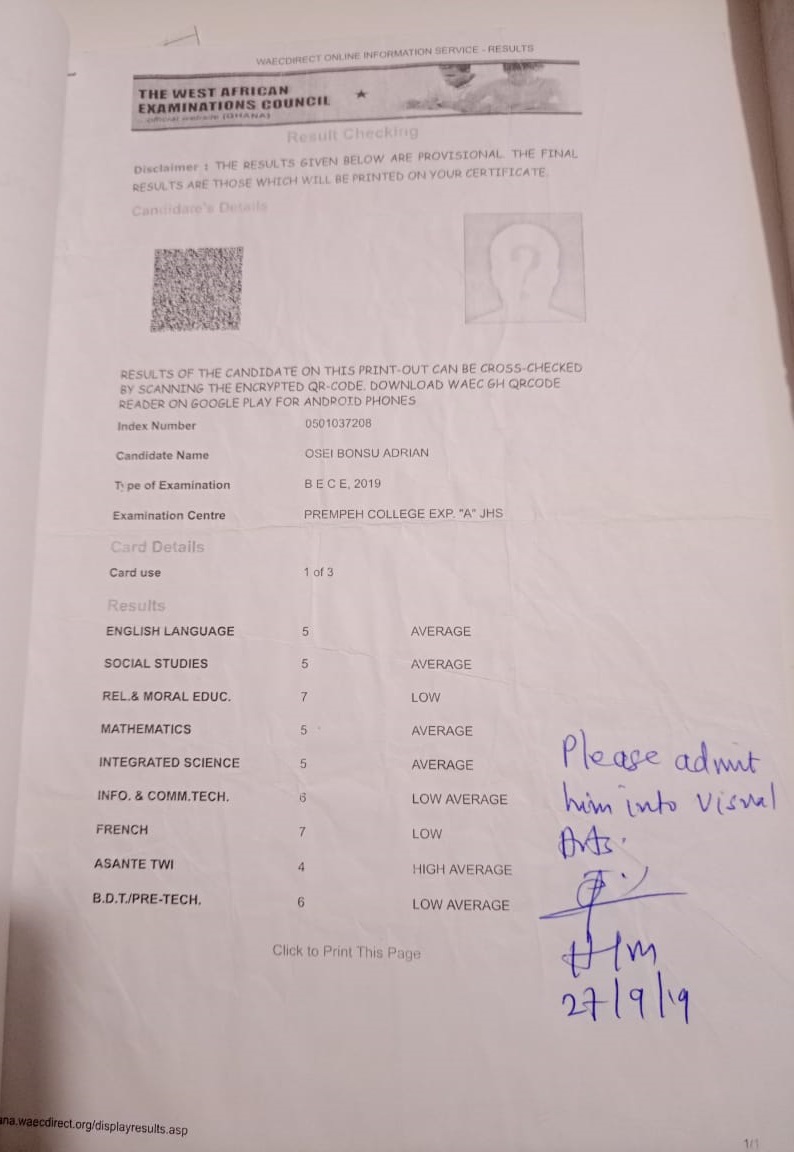 WAECDIRECT ONLINE INFORMATION SERVICE - RESULTS
THE WEST AFRICAN
EXAMINATIONS COUNCIL
official website (GHANA)
Result Checking
Disclaimer : THE RESULTS GIVEN BELOW ARE PROVISIONAL. THE FINAL
RESULTS ARE THOSE WHICH WILL BE PRINTED ON YOUR CERTIFICATE.
Candidate's Details
RESULTS OF THE CANDIDATE ON THIS PRINT-OUT CAN BE CROSS-CHECKED
BY SCANNING THE ENCRYPTED QR-CODE. DOWNLOAD WAEC GH QRCODE
READER ON GOOGLE PLAY FOR ANDROID PHONES
Index Number 0501037208
Candidate Name OSEI BONSU ADRIAN
Type of Examination B E C E, 2019
Examination Centre PREMPEH COLLEGE EXP. "A" JHS
Card Details
Card use 1 of 3
Results
ENGLISH LANGUAGE 5 AVERAGE
SOCIAL STUDIES 5 AVERAGE
REL.& MORAL EDUC. 7 LOW
MATHEMATICS 5 AVERAGE
INTEGRATED SCIENCE 5 AVERAGE
INFO. & COMM.TECH. 6 LOW AVERAGE
FRENCH 7 LOW
ASANTE TWI 4 HIGH AVERAGE
B.D.T./PRE-TECH. 6 LOW AVERAGE
Please admit
him into Visual
Arts.
H/m
27/9/19
Click to Print This Page
ana.waecdirect.org/displayresults.asp
1/1